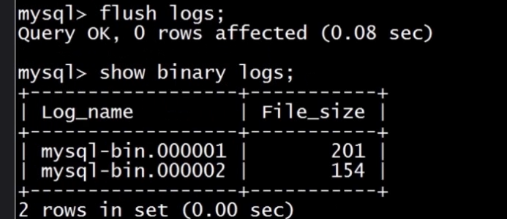 mysql> flush logs;
Query OK, 0 rows affected (0.08 sec)
mysql> show binary logs;
+------------------+-----------+
| Log_name         | File_size |
+------------------+-----------+
| mysql-bin.000001 |       201 |
| mysql-bin.000002 |       154 |
+------------------+-----------+
2 rows in set (0.00 sec)